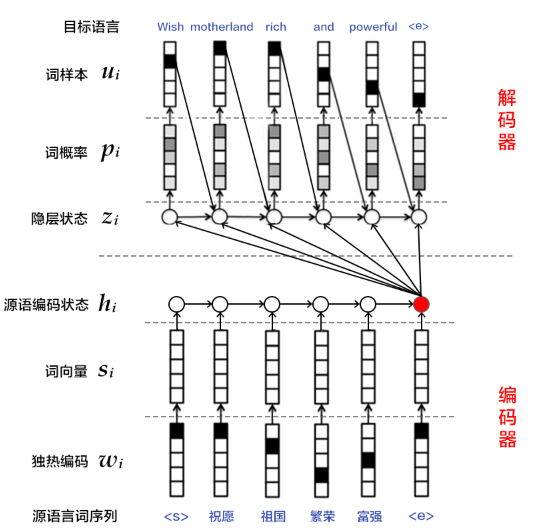 目标语言 Wish motherland rich and powerful <e>
词样本 uᵢ
词概率 pᵢ
隐层状态 zᵢ
解码器
源语编码状态 hᵢ
词向量 sᵢ
独热编码 wᵢ
编码器
源语言词序列 <s> 祝愿 祖国 繁荣 富强 <e>